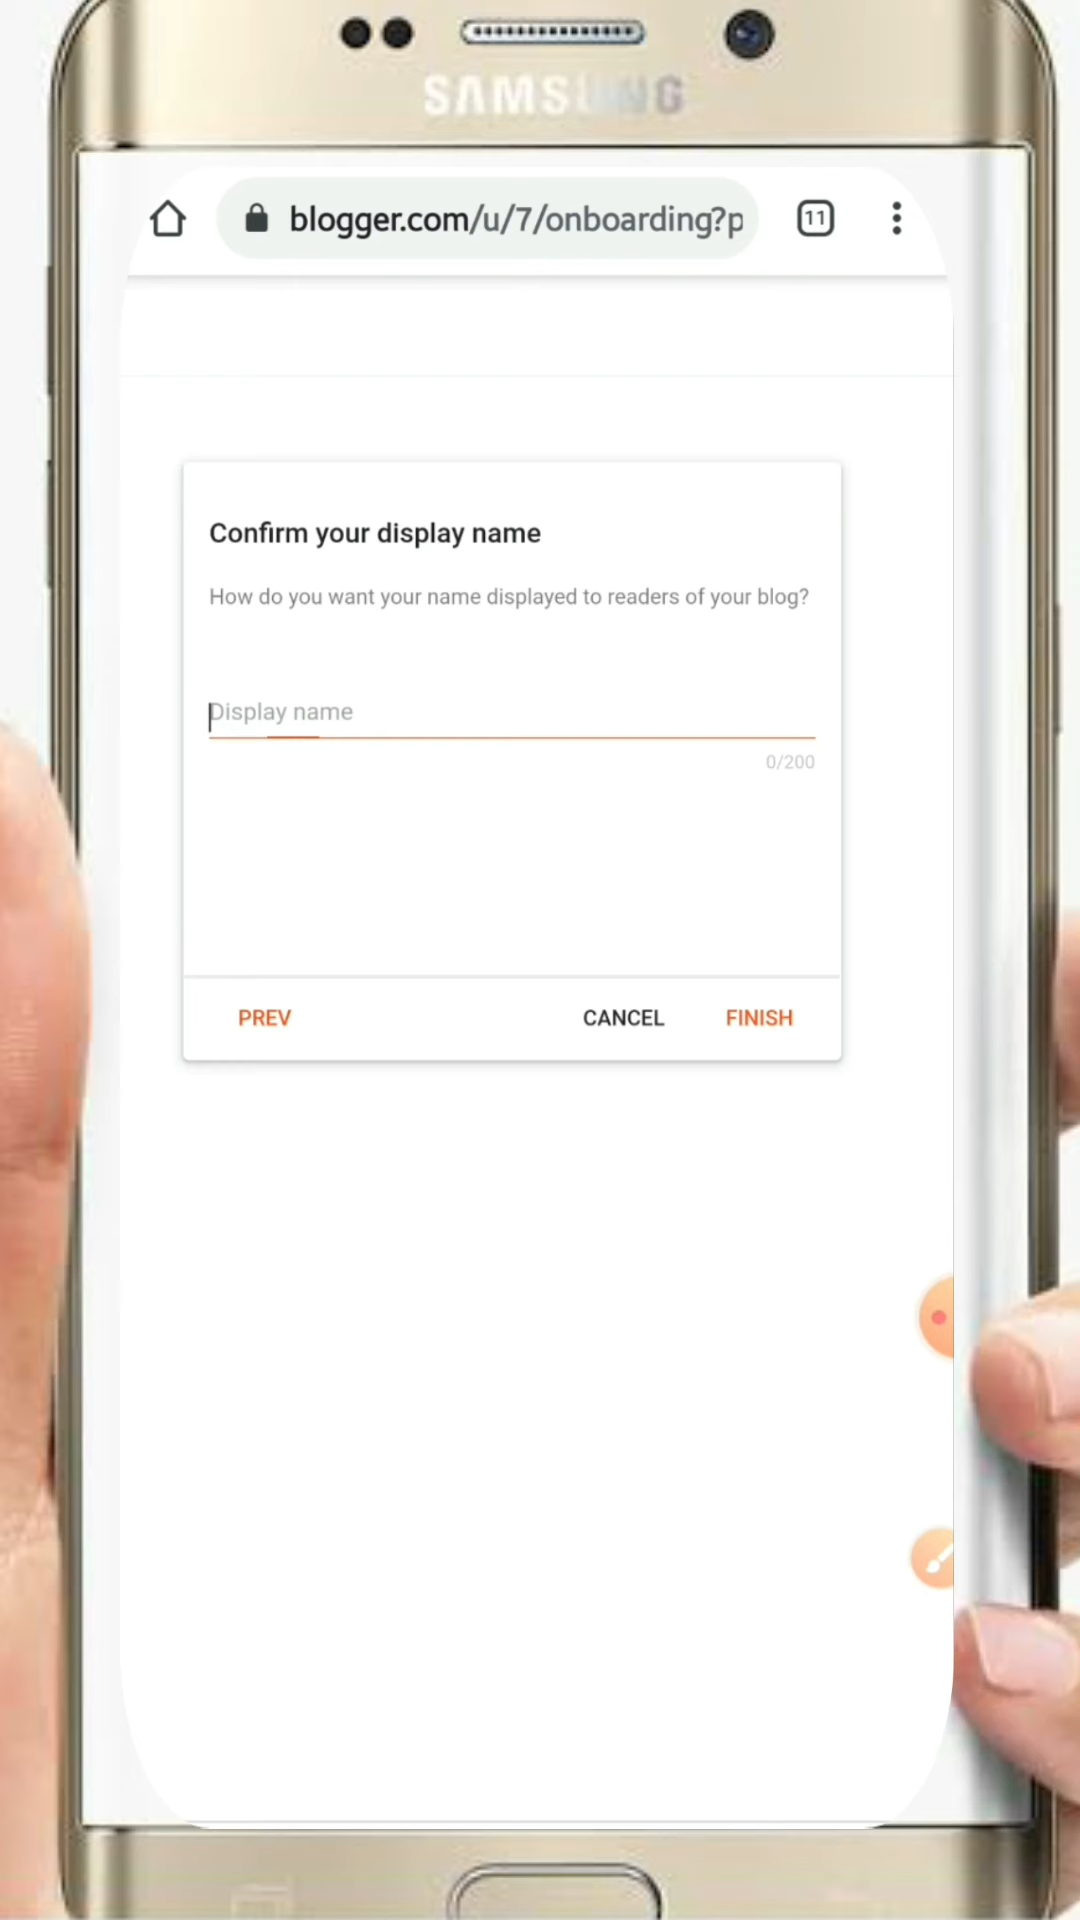 SAMSUNG
blogger.com/u/7/onboarding?p
11
Confirm your display name
How do you want your name displayed to readers of your blog?
Display name
0/200
PREV CANCEL FINISH